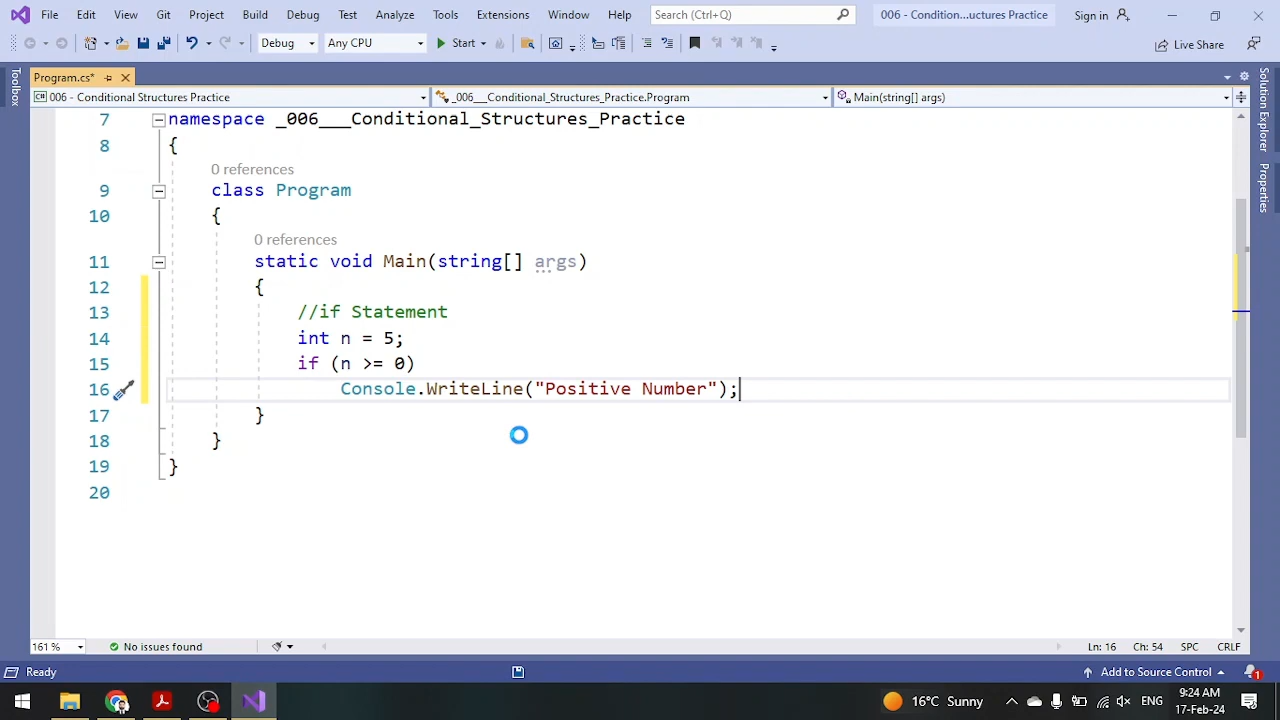 File Edit View Git Project Build Debug Test Analyze Tools Extensions Window Help Search (Ctrl+Q) 006 - Condition...uctures Practice Sign in
Debug Any CPU Start Live Share
Program.cs*
006 - Conditional Structures Practice _006___Conditional_Structures_Practice.Program Main(string[] args)
Toolbox
Solution Explorer
Properties
7 namespace _006___Conditional_Structures_Practice
8 {
0 references
9 class Program
10 {
0 references
11 static void Main(string[] args)
12 {
13 //if Statement
14 int n = 5;
15 if (n >= 0)
16 Console.WriteLine("Positive Number");
17 }
18 }
19 }
20
161 % No issues found Ln: 16 Ch: 54 SPC CRLF
Ready Add to Source Control 1
16°C Sunny ENG 9:24 AM
17-Feb-24